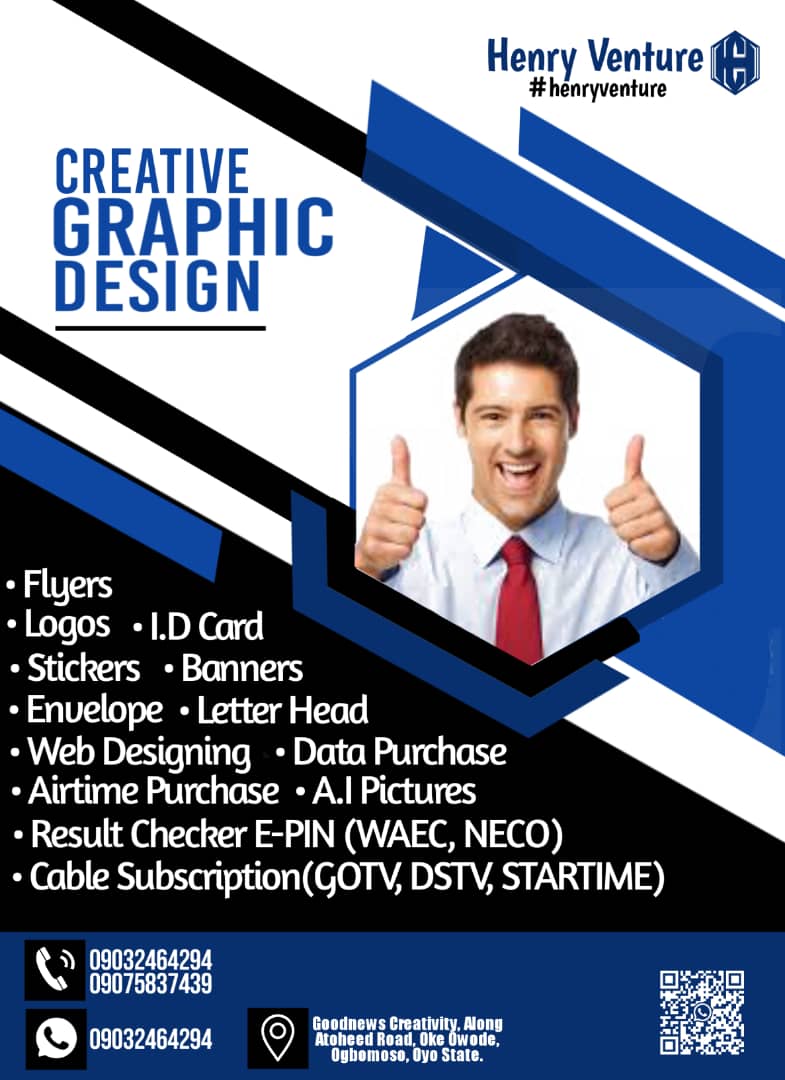 Henry Venture
#henryventure
CREATIVE
GRAPHIC
DESIGN
• Flyers
• Logos • I.D Card
• Stickers • Banners
• Envelope • Letter Head
• Web Designing • Data Purchase
• Airtime Purchase • A.I Pictures
• Result Checker E-PIN (WAEC, NECO)
• Cable Subscription(GOTV, DSTV, STARTIME)
09032464294
09075837439
09032464294
Goodnews Creativity, Along
Atoheed Road, Oke Owode,
Ogbomoso, Oyo State.